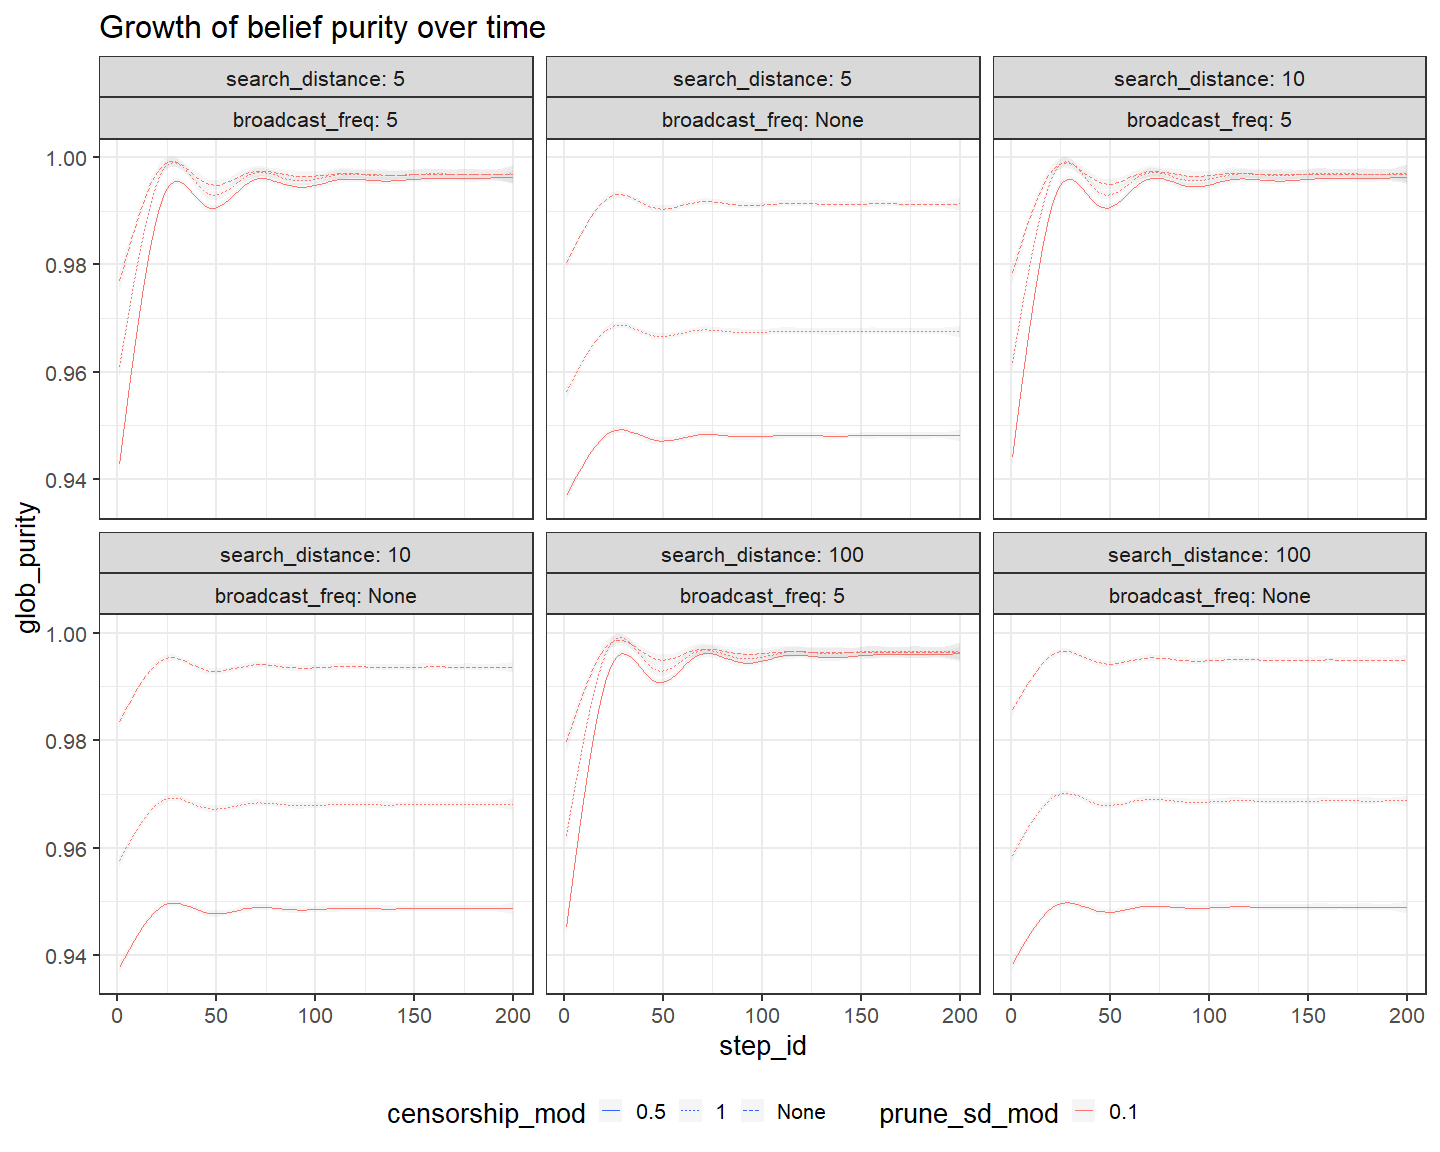 Growth of belief purity over time
search_distance: 5
search_distance: 5
search_distance: 10
broadcast_freq: 5
broadcast_freq: None
broadcast_freq: 5
1.00
0.98
0.96
0.94
glob_purity
search_distance: 10
search_distance: 100
search_distance: 100
broadcast_freq: None
broadcast_freq: 5
broadcast_freq: None
1.00
0.98
0.96
0.94
0 50 100 150 200
0 50 100 150 200
0 50 100 150 200
step_id
censorship_mod 0.5 1 None prune_sd_mod 0.1